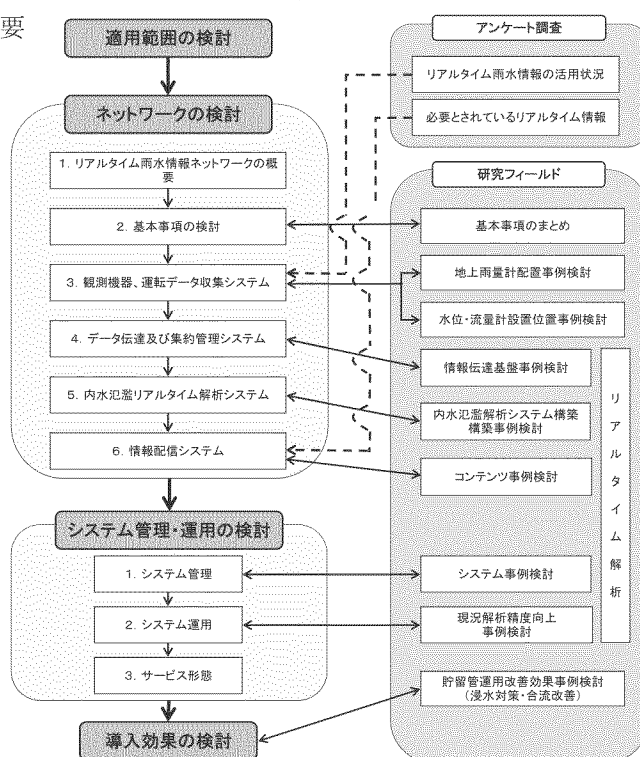 要
適用範囲の検討
ネットワークの検討
1. リアルタイム雨水情報ネットワークの概
要
2. 基本事項の検討
3. 観測機器、運転データ収集システム
4. データ伝達及び集約管理システム
5. 内水氾濫リアルタイム解析システム
6. 情報配信システム
システム管理・運用の検討
1. システム管理
2. システム運用
3. サービス形態
導入効果の検討
アンケート調査
リアルタイム雨水情報の活用状況
必要とされているリアルタイム情報
研究フィールド
基本事項のまとめ
地上雨量計配置事例検討
水位・流量計設置位置事例検討
情報伝達基盤事例検討
内水氾濫解析システム構築
構築事例検討
コンテンツ事例検討
システム事例検討
現況解析精度向上
事例検討
リアルタイム解析
貯留管運用改善効果事例検討
(浸水対策・合流改善)